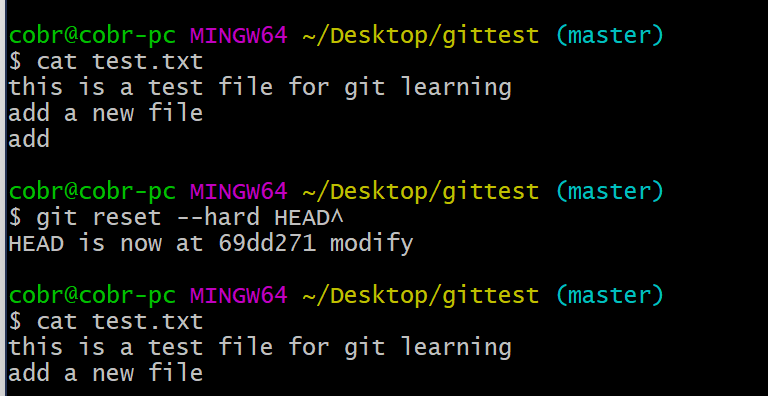 cobr@cobr-pc MINGW64 ~/Desktop/gittest (master)
$ cat test.txt
this is a test file for git learning
add a new file
add
cobr@cobr-pc MINGW64 ~/Desktop/gittest (master)
$ git reset --hard HEAD^
HEAD is now at 69dd271 modify
cobr@cobr-pc MINGW64 ~/Desktop/gittest (master)
$ cat test.txt
this is a test file for git learning
add a new file